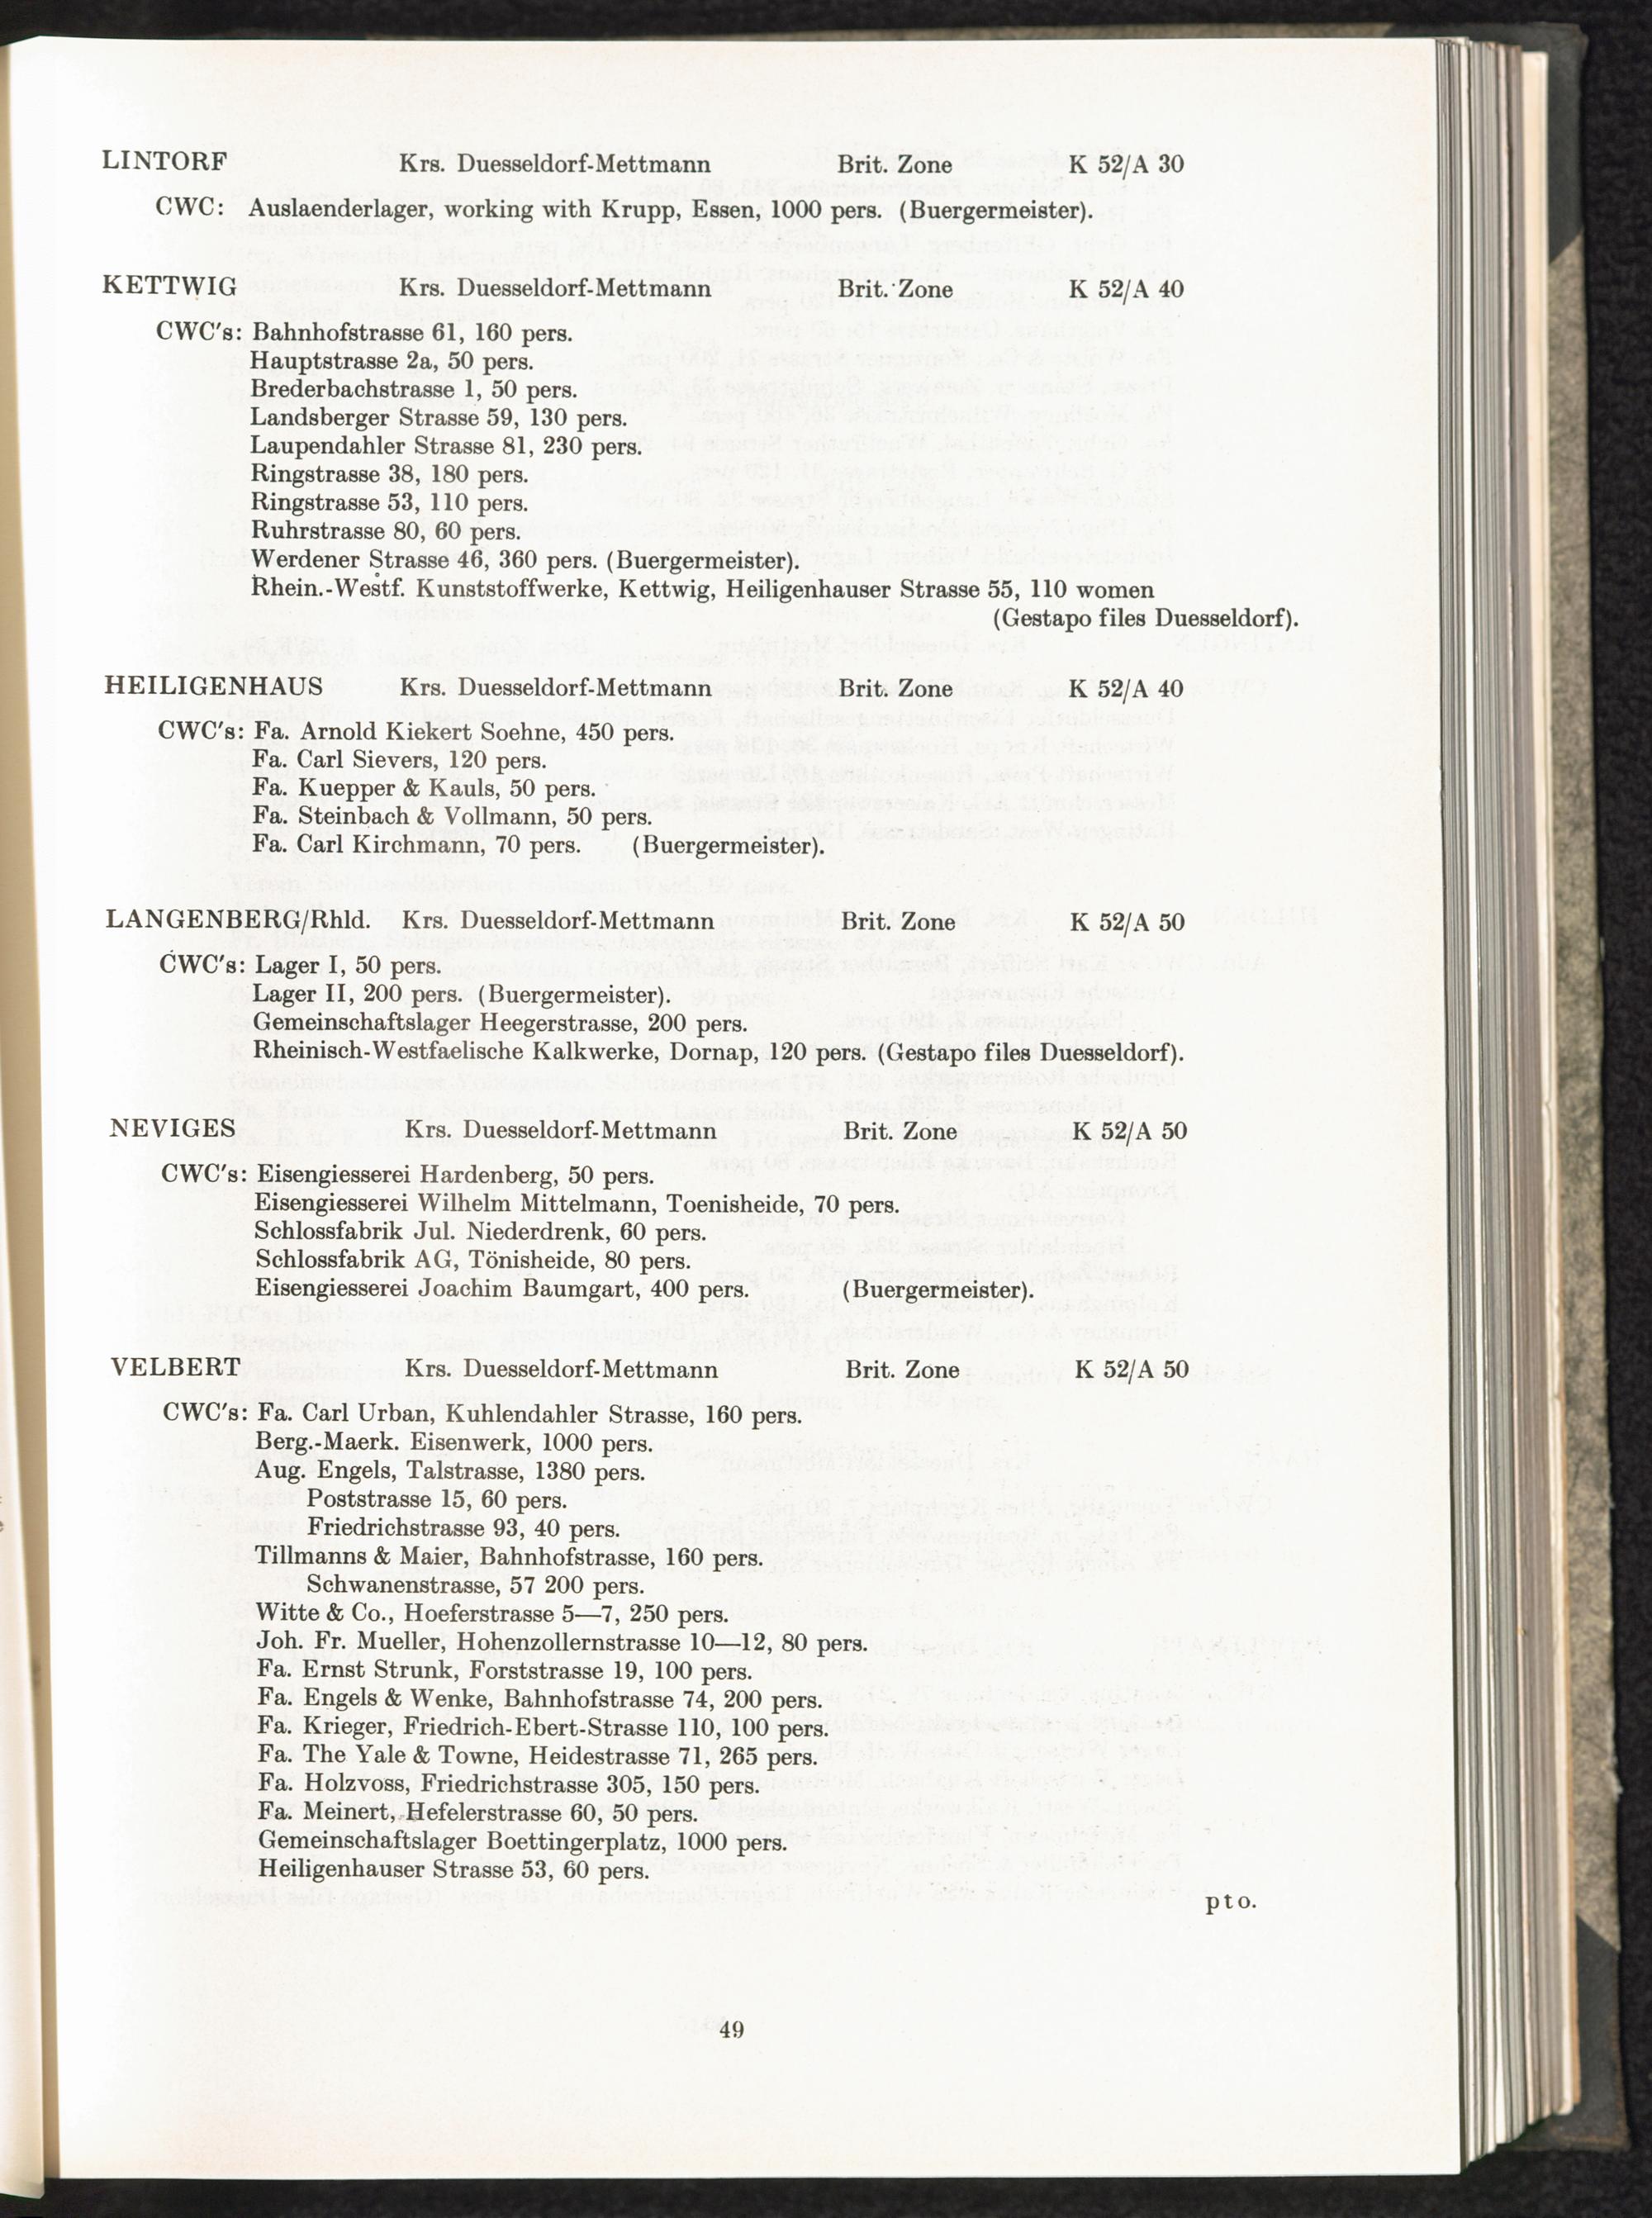 LINTORF Krs. Duesseldorf-Mettmann Brit. Zone K 52/A 30
CWC: Auslaenderlager, working with Krupp, Essen, 1000 pers. (Buergermeister).
KETTWIG Krs. Duesseldorf-Mettmann Brit. Zone K 52/A 40
CWC's: Bahnhofstrasse 61, 160 pers.
Hauptstrasse 2a, 50 pers.
Brederbachstrasse 1, 50 pers.
Landsberger Strasse 59, 130 pers.
Laupendahler Strasse 81, 230 pers.
Ringstrasse 38, 180 pers.
Ringstrasse 53, 110 pers.
Ruhrstrasse 80, 60 pers.
Werdener Strasse 46, 360 pers. (Buergermeister).
Rhein.-Westf. Kunststoffwerke, Kettwig, Heiligenhauser Strasse 55, 110 women
(Gestapo files Duesseldorf).
HEILIGENHAUS Krs. Duesseldorf-Mettmann Brit. Zone K 52/A 40
CWC's: Fa. Arnold Kiekert Soehne, 450 pers.
Fa. Carl Sievers, 120 pers.
Fa. Kuepper & Kauls, 50 pers.
Fa. Steinbach & Vollmann, 50 pers.
Fa. Carl Kirchmann, 70 pers. (Buergermeister).
LANGENBERG/Rhld. Krs. Duesseldorf-Mettmann Brit. Zone K 52/A 50
CWC's: Lager I, 50 pers.
Lager II, 200 pers. (Buergermeister).
Gemeinschaftslager Heegerstrasse, 200 pers.
Rheinisch-Westfaelische Kalkwerke, Dornap, 120 pers. (Gestapo files Duesseldorf).
NEVIGES Krs. Duesseldorf-Mettmann Brit. Zone K 52/A 50
CWC's: Eisengiesserei Hardenberg, 50 pers.
Eisengiesserei Wilhelm Mittelmann, Toenisheide, 70 pers.
Schlossfabrik Jul. Niederdrenk, 60 pers.
Schlossfabrik AG, Tönisheide, 80 pers.
Eisengiesserei Joachim Baumgart, 400 pers. (Buergermeister).
VELBERT Krs. Duesseldorf-Mettmann Brit. Zone K 52/A 50
CWC's: Fa. Carl Urban, Kuhlendahler Strasse, 160 pers.
Berg.-Maerk. Eisenwerk, 1000 pers.
Aug. Engels, Talstrasse, 1380 pers.
Poststrasse 15, 60 pers.
Friedrichstrasse 93, 40 pers.
Tillmanns & Maier, Bahnhofstrasse, 160 pers.
Schwanenstrasse, 57 200 pers.
Witte & Co., Hoeferstrasse 5—7, 250 pers.
Joh. Fr. Mueller, Hohenzollernstrasse 10—12, 80 pers.
Fa. Ernst Strunk, Forststrasse 19, 100 pers.
Fa. Engels & Wenke, Bahnhofstrasse 74, 200 pers.
Fa. Krieger, Friedrich-Ebert-Strasse 110, 100 pers.
Fa. The Yale & Towne, Heidestrasse 71, 265 pers.
Fa. Holzvoss, Friedrichstrasse 305, 150 pers.
Fa. Meinert, Hefelerstrasse 60, 50 pers.
Gemeinschaftslager Boettingerplatz, 1000 pers.
Heiligenhauser Strasse 53, 60 pers.
pto.
49